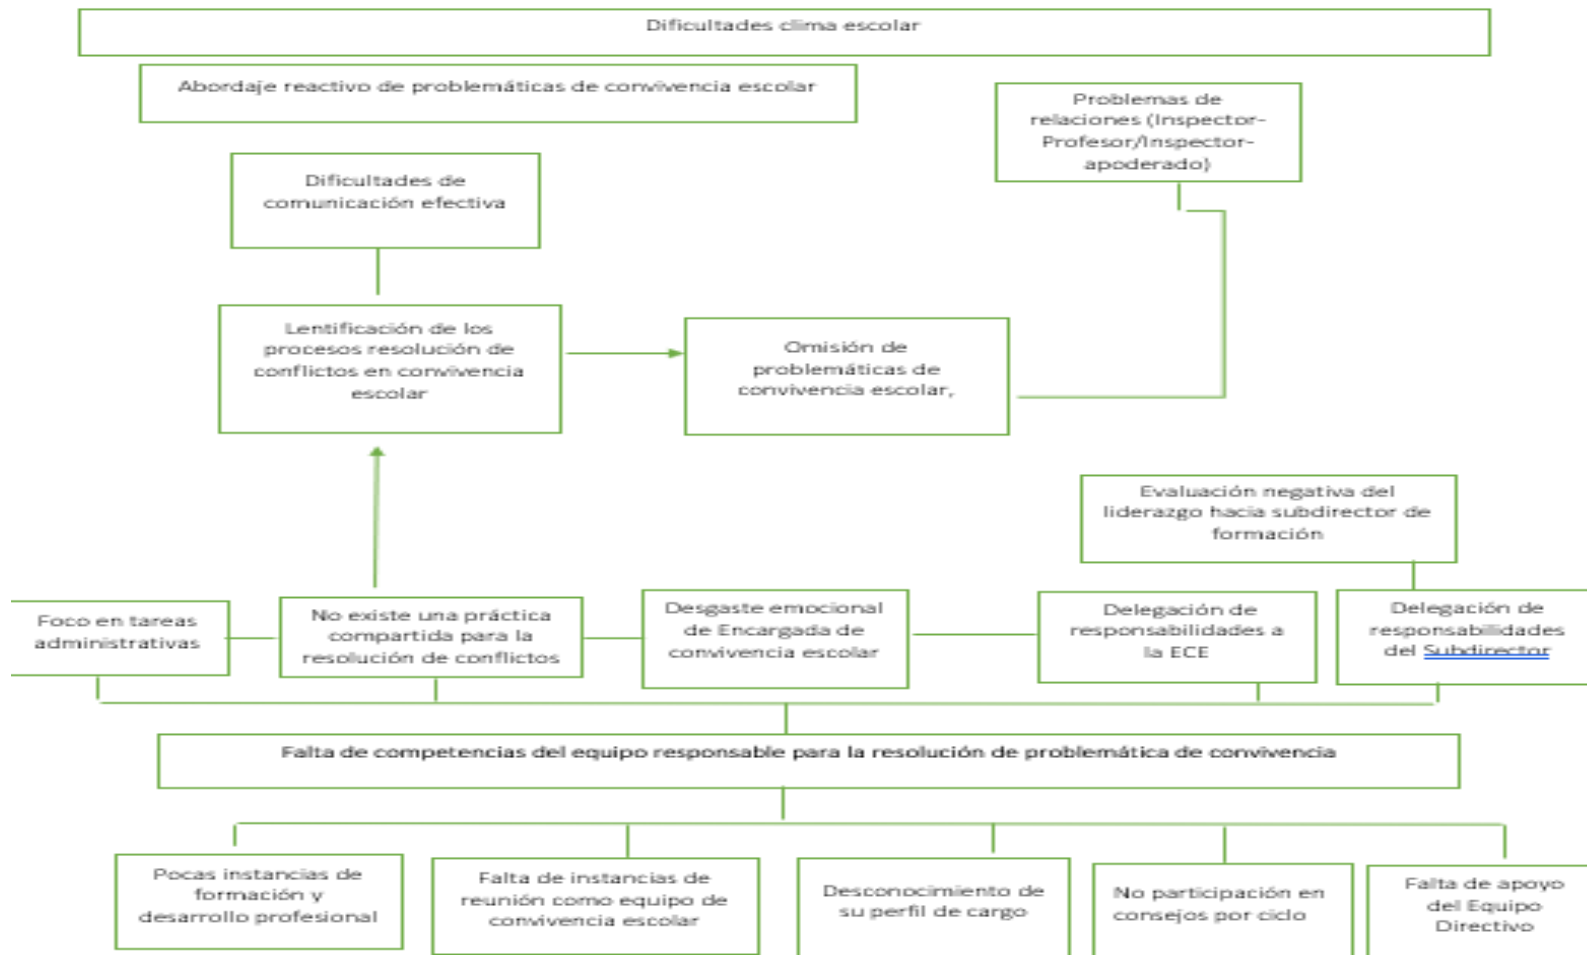 Dificultades clima escolar
Abordaje reactivo de problemáticas de convivencia escolar
Problemas de
relaciones (Inspector-
Profesor/Inspector-
apoderado)
Dificultades de
comunicación efectiva
Lentificación de los
procesos resolución de
conflictos en convivencia
escolar
Omisión de
problemáticas de
convivencia escolar,
Evaluación negativa del
liderazgo hacia subdirector de
formación
Foco en tareas
administrativas
No existe una práctica
compartida para la
resolución de conflictos
Desgaste emocional
de Encargada de
convivencia escolar
Delegación de
responsabilidades a
la ECE
Delegación de
responsabilidades
del Subdirector
Falta de competencias del equipo responsable para la resolución de problemática de convivencia
Pocas instancias de
formación y
desarrollo profesional
Falta de instancias de
reunión como equipo de
convivencia escolar
Desconocimiento de
su perfil de cargo
No participación en
consejos por ciclo
Falta de apoyo
del Equipo
Directivo